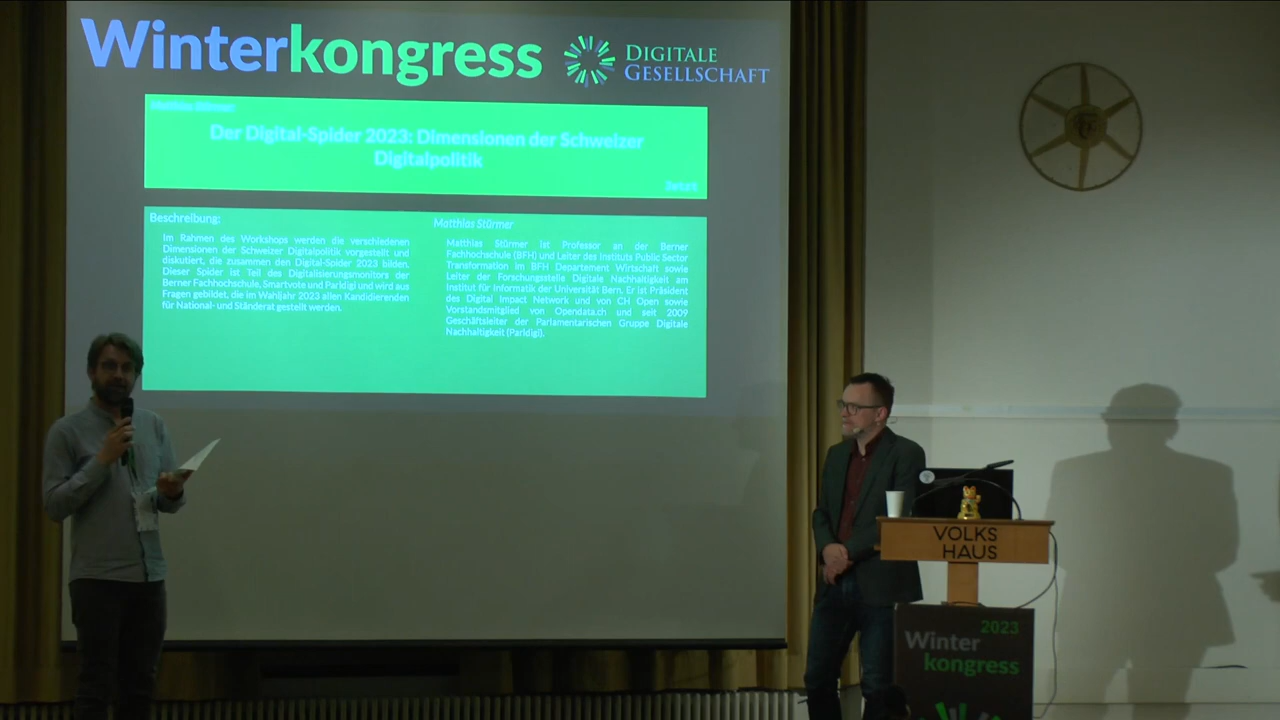 Winterkongress
DIGITALE
GESELLSCHAFT
Matthias Stürmer
Der Digital-Spider 2023: Dimensionen der Schweizer
Digitalpolitik
Jetzt
Beschreibung:
Im Rahmen des Workshops werden die verschiedenen
Dimensionen der Schweizer Digitalpolitik vorgestellt und
diskutiert, die zusammen den Digital-Spider 2023 bilden.
Dieser Spider ist Teil des Digitalisierungsmonitors der
Berner Fachhochschule, Smartvote und Parldigi und wird aus
Fragen gebildet, die im Wahljahr 2023 allen Kandidierenden
für National- und Ständerat gestellt werden.
Matthias Stürmer
Matthias Stürmer ist Professor an der Berner
Fachhochschule (BFH) und Leiter des Instituts Public Sector
Transformation im BFH Departement Wirtschaft sowie
Leiter der Forschungsstelle Digitale Nachhaltigkeit am
Institut für Informatik der Universität Bern. Er ist Präsident
des Digital Impact Network und von CH Open sowie
Vorstandsmitglied von Opendata.ch und seit 2009
Geschäftsleiter der Parlamentarischen Gruppe Digitale
Nachhaltigkeit (Parldigi).
VOLKS
HAUS
2023
Winter
kongress